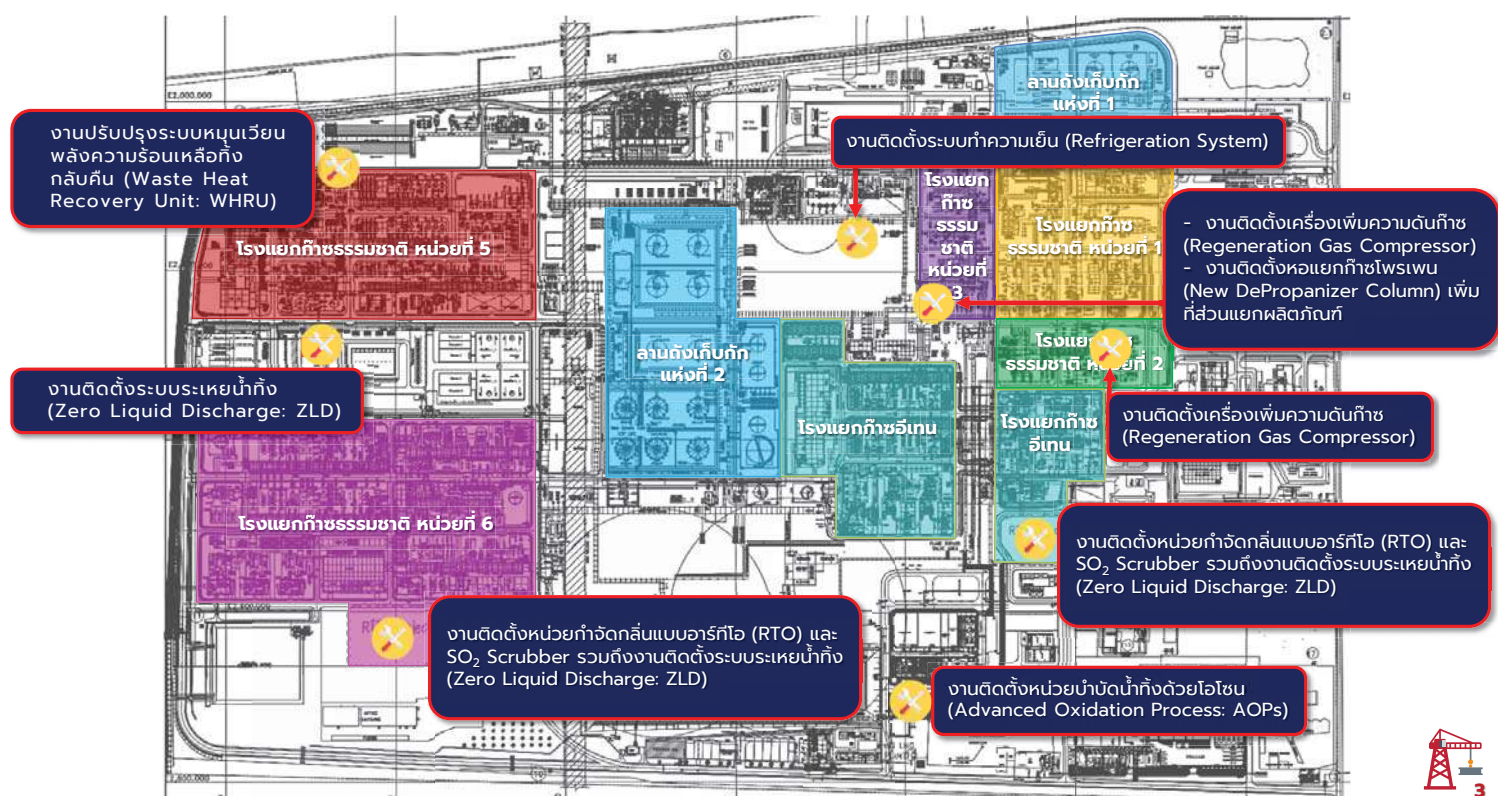 ลานถังเก็บกัก
แห่งที่ 1
E2,000.000
งานปรับปรุงระบบหมุนเวียน
พลังความร้อนเหลือทิ้ง
กลับคืน (Waste Heat
Recovery Unit: WHRU)
งานติดตั้งระบบทำความเย็น (Refrigeration System)
โรงแยกก๊าซธรรมชาติ หน่วยที่ 5
โรงแยก
ก๊าซ
ธรรม
ชาติ
หน่วยที่
3
โรงแยกก๊าซ
ธรรมชาติ หน่วยที่ 1
- งานติดตั้งเครื่องเพิ่มความดันก๊าซ
(Regeneration Gas Compressor)
- งานติดตั้งหอแยกก๊าซโพรเพน
(New DePropanizer Column) เพิ่ม
ที่ส่วนแยกผลิตภัณฑ์
ลานถังเก็บกัก
แห่งที่ 2
โรงแยกก๊าซ
ธรรมชาติ หน่วยที่ 2
งานติดตั้งระบบระเหยน้ำทิ้ง
(Zero Liquid Discharge: ZLD)
โรงแยกก๊าซอีเทน
โรงแยกก๊าซ
อีเทน
งานติดตั้งเครื่องเพิ่มความดันก๊าซ
(Regeneration Gas Compressor)
โรงแยกก๊าซธรรมชาติ หน่วยที่ 6
งานติดตั้งหน่วยกำจัดกลิ่นแบบอาร์ทีโอ (RTO) และ
SO₂ Scrubber รวมถึงงานติดตั้งระบบระเหยน้ำทิ้ง
(Zero Liquid Discharge: ZLD)
งานติดตั้งหน่วยกำจัดกลิ่นแบบอาร์ทีโอ (RTO) และ
SO₂ Scrubber รวมถึงงานติดตั้งระบบระเหยน้ำทิ้ง
(Zero Liquid Discharge: ZLD)
งานติดตั้งหน่วยบำบัดน้ำทิ้งด้วยโอโซน
(Advanced Oxidation Process: AOPs)
3